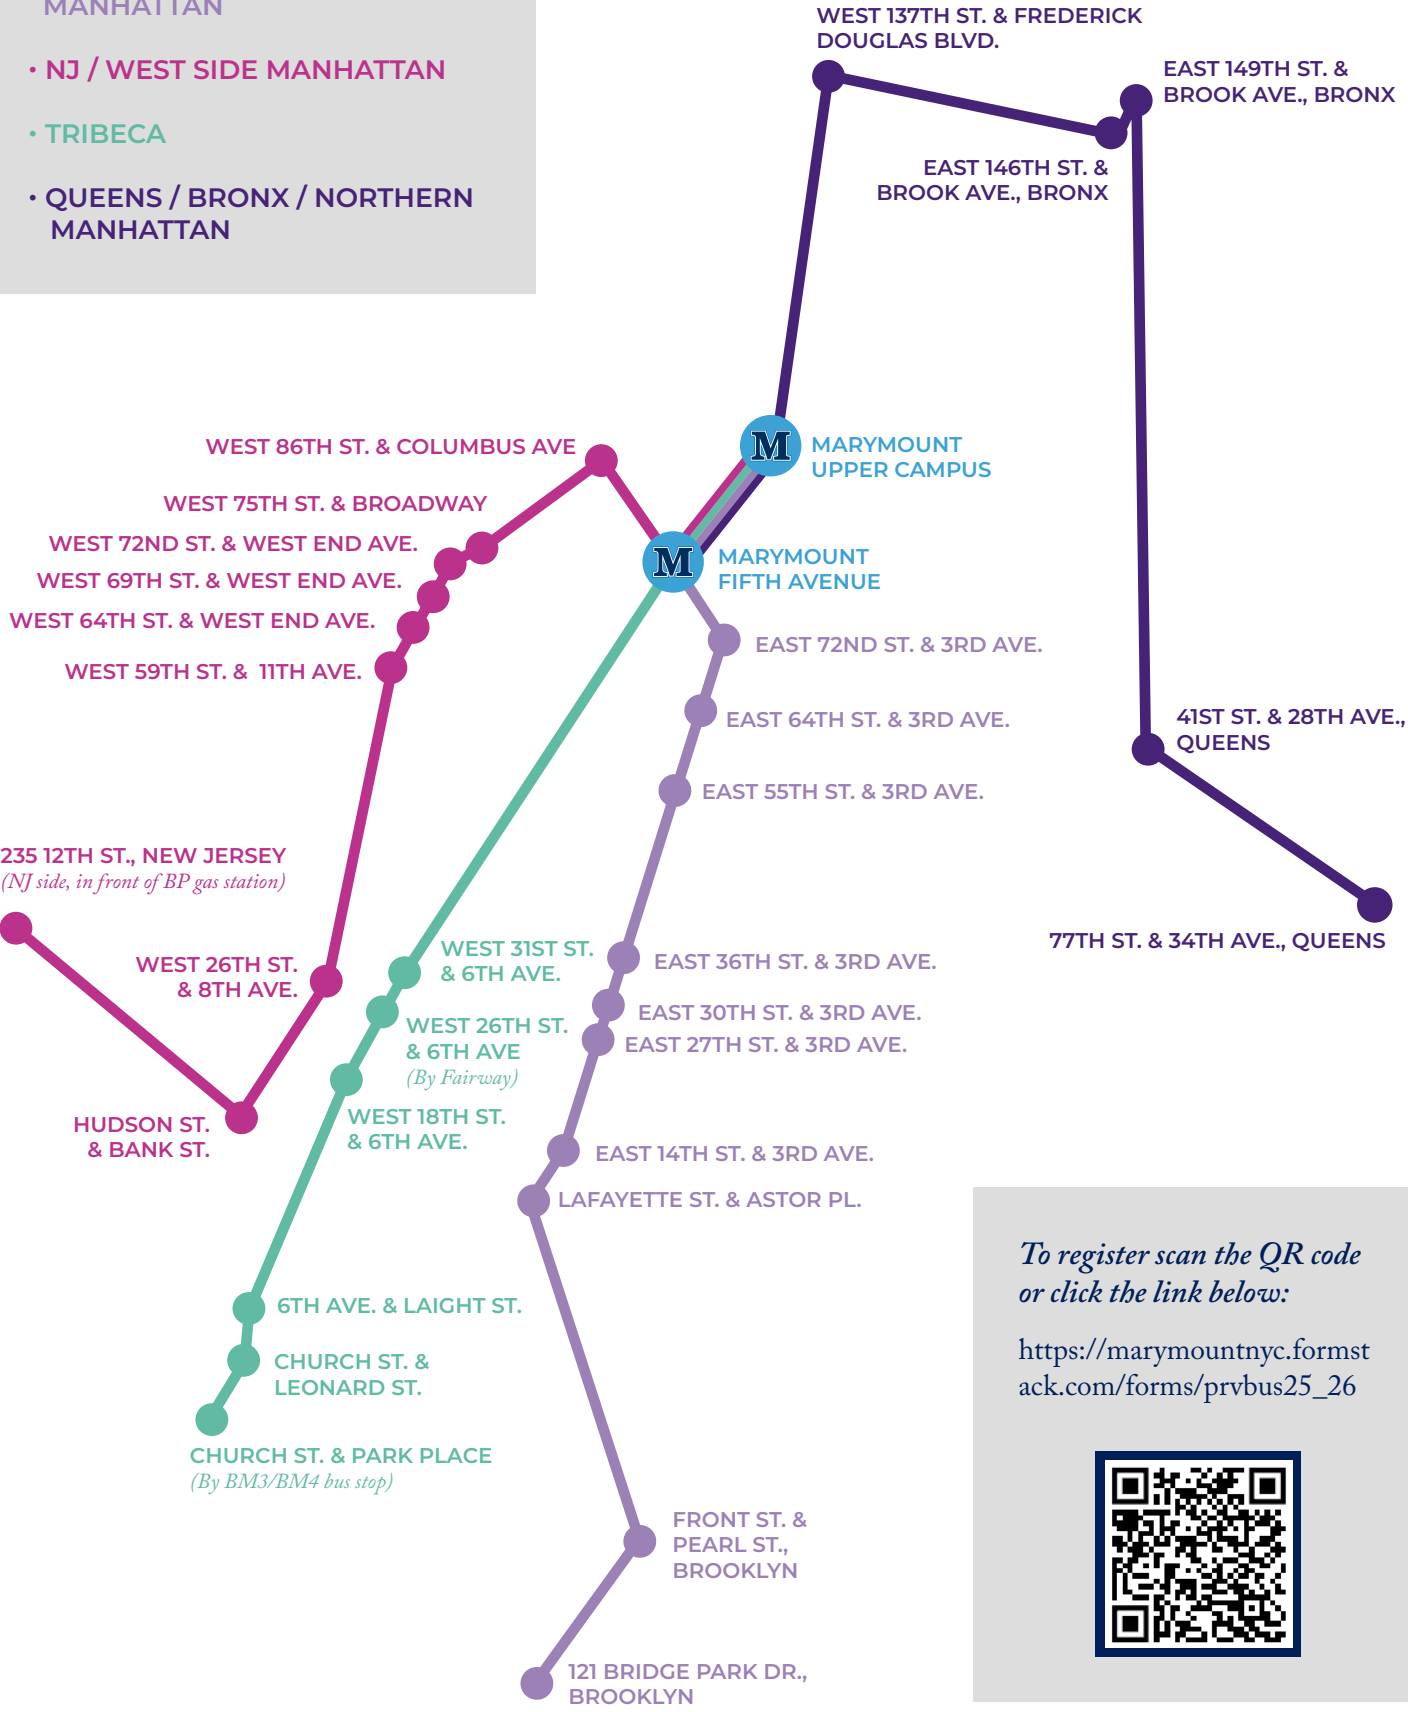 MANHATTAN
• NJ / WEST SIDE MANHATTAN
• TRIBECA
• QUEENS / BRONX / NORTHERN
MANHATTAN
WEST 137TH ST. & FREDERICK
DOUGLAS BLVD.
EAST 149TH ST. &
BROOK AVE., BRONX
EAST 146TH ST. &
BROOK AVE., BRONX
M
MARYMOUNT
UPPER CAMPUS
WEST 86TH ST. & COLUMBUS AVE
WEST 75TH ST. & BROADWAY
WEST 72ND ST. & WEST END AVE.
WEST 69TH ST. & WEST END AVE.
WEST 64TH ST. & WEST END AVE.
WEST 59TH ST. & 11TH AVE.
M
MARYMOUNT
FIFTH AVENUE
EAST 72ND ST. & 3RD AVE.
EAST 64TH ST. & 3RD AVE.
EAST 55TH ST. & 3RD AVE.
41ST ST. & 28TH AVE.,
QUEENS
77TH ST. & 34TH AVE., QUEENS
235 12TH ST., NEW JERSEY
(NJ side, in front of BP gas station)
WEST 26TH ST.
& 8TH AVE.
HUDSON ST.
& BANK ST.
WEST 31ST ST.
& 6TH AVE.
WEST 26TH ST.
& 6TH AVE
(By Fairway)
WEST 18TH ST.
& 6TH AVE.
EAST 36TH ST. & 3RD AVE.
EAST 30TH ST. & 3RD AVE.
EAST 27TH ST. & 3RD AVE.
EAST 14TH ST. & 3RD AVE.
LAFAYETTE ST. & ASTOR PL.
6TH AVE. & LAIGHT ST.
CHURCH ST. &
LEONARD ST.
CHURCH ST. & PARK PLACE
(By BM3/BM4 bus stop)
FRONT ST. &
PEARL ST.,
BROOKLYN
121 BRIDGE PARK DR.,
BROOKLYN
To register scan the QR code
or click the link below:
https://marymountnyc.formst
ack.com/forms/prvbus25_26